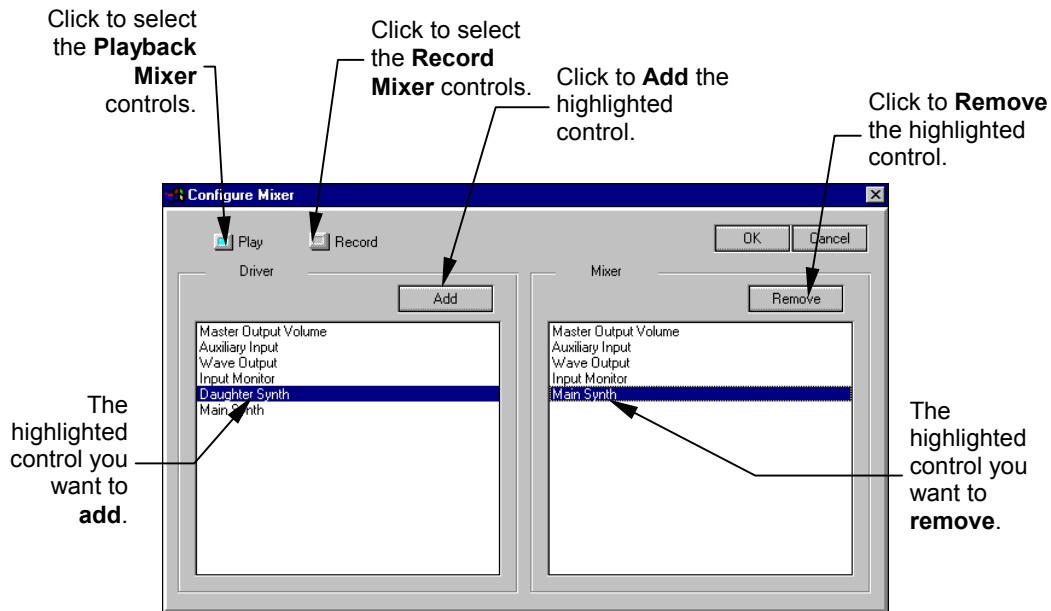 Click to select
the Playback
Mixer
controls.
Click to select
the Record
Mixer controls.
Click to Add the
highlighted
control.
Click to Remove
the highlighted
control.
Configure Mixer
Play
Record
OK
Cancel
Driver
Add
Master Output Volume
Auxiliary Input
Wave Output
Input Monitor
Daughter Synth
Main Synth
Mixer
Remove
Master Output Volume
Auxiliary Input
Wave Output
Input Monitor
Main Synth
The
highlighted
control you
want to
add.
The
highlighted
control you
want to
remove.